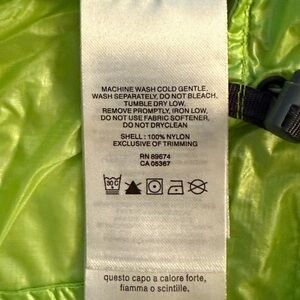 MACHINE WASH COLD GENTLE,
WASH SEPARATELY, DO NOT BLEACH,
TUMBLE DRY LOW,
REMOVE PROMPTLY, IRON LOW,
DO NOT USE FABRIC SOFTENER,
DO NOT DRYCLEAN
SHELL : 100% NYLON
EXCLUSIVE OF TRIMMING
RN 89674
CA 05367
questo capo a calore forte,
fiamma o scintille.